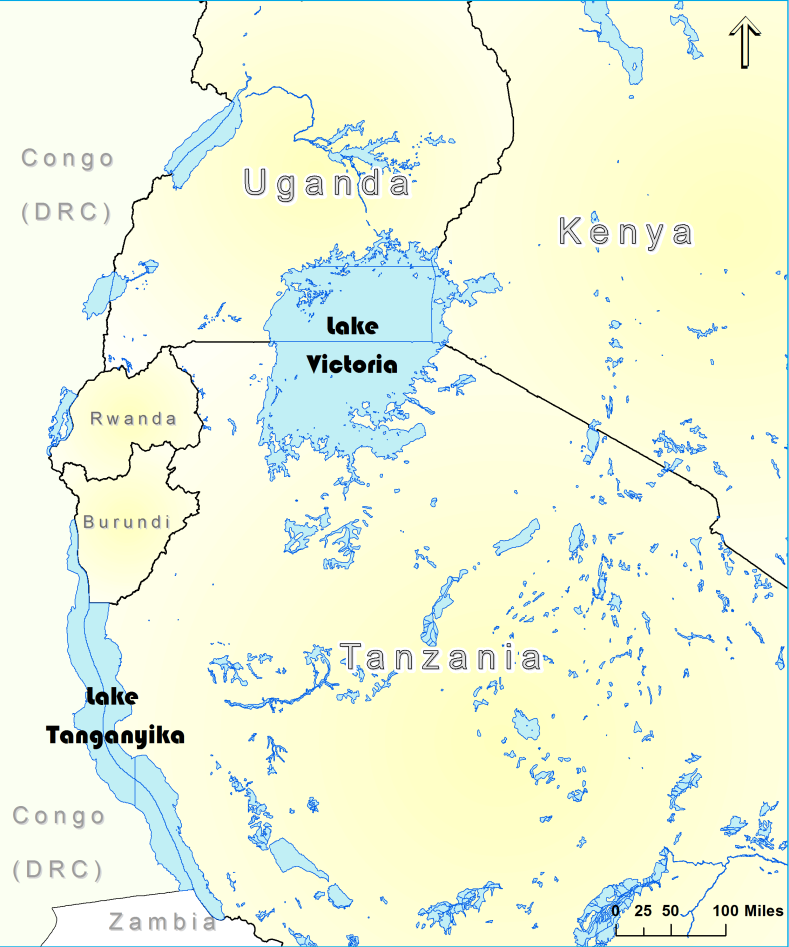 Congo
(DRC)
Uganda
Kenya
Lake
Victoria
Rwanda
Burundi
Tanzania
Lake
Tanganyika
Congo
(DRC)
Zambia
0 25 50 100 Miles